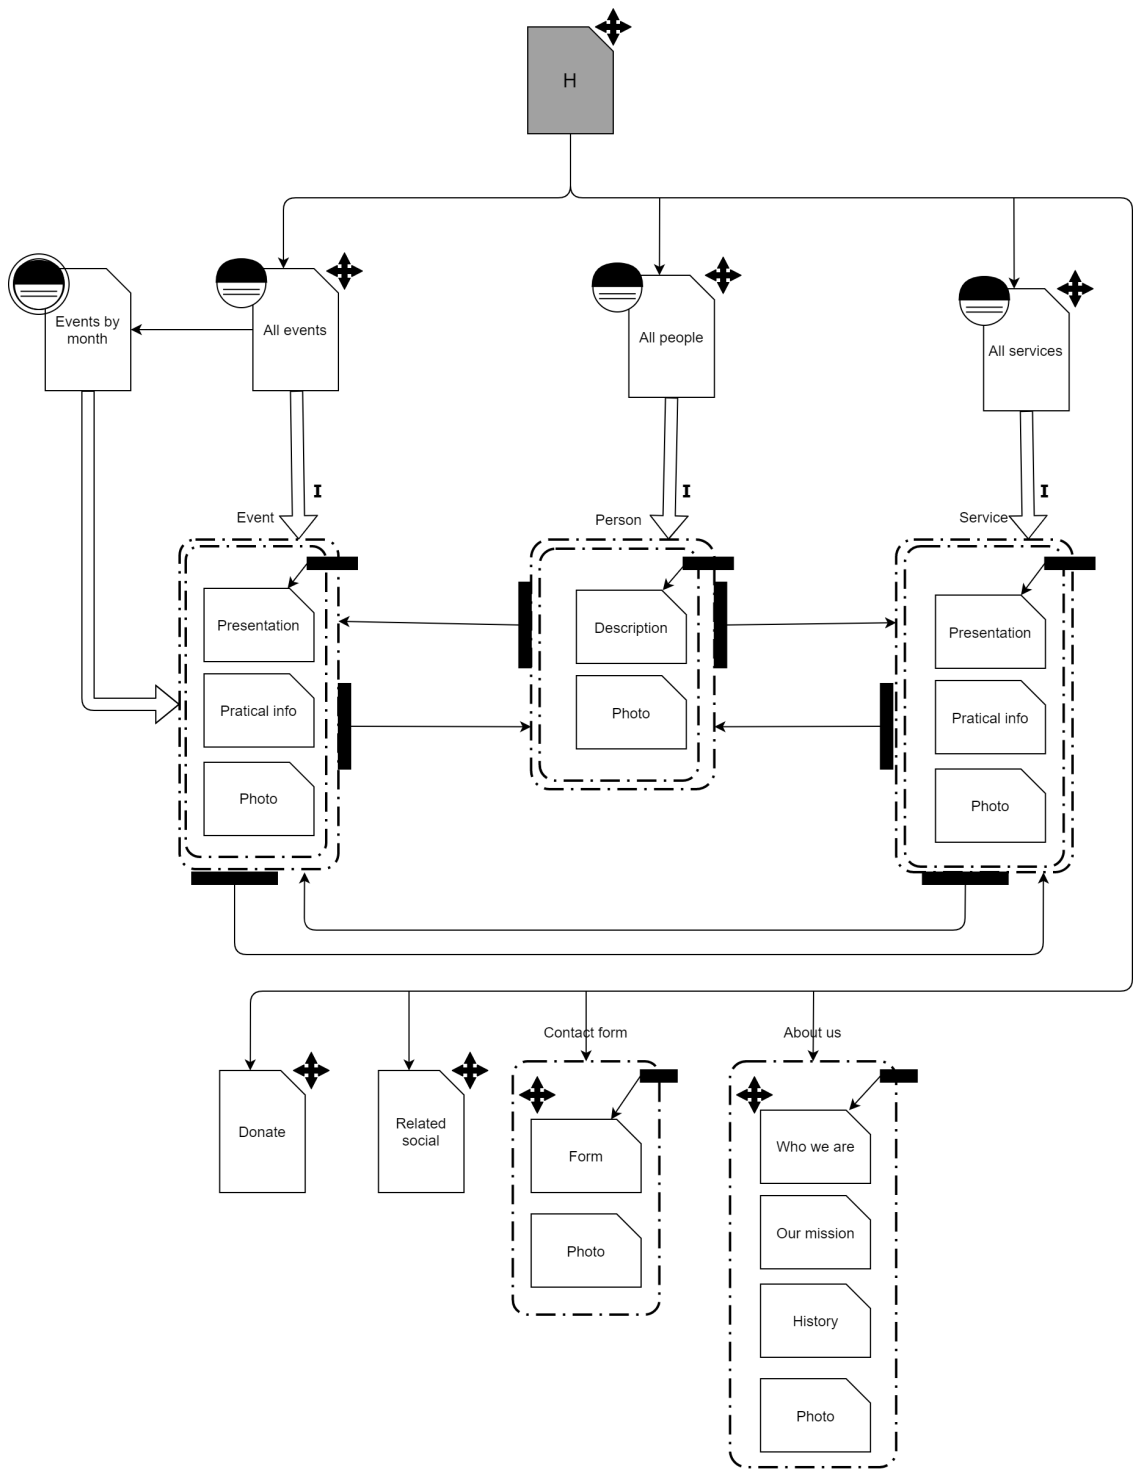 H
Events by
month
All events
All people
All services
I
I
I
Event
Person
Service
Presentation
Pratical info
Photo
Description
Photo
Presentation
Pratical info
Photo
Contact form
About us
Donate
Related
social
Form
Photo
Who we are
Our mission
History
Photo